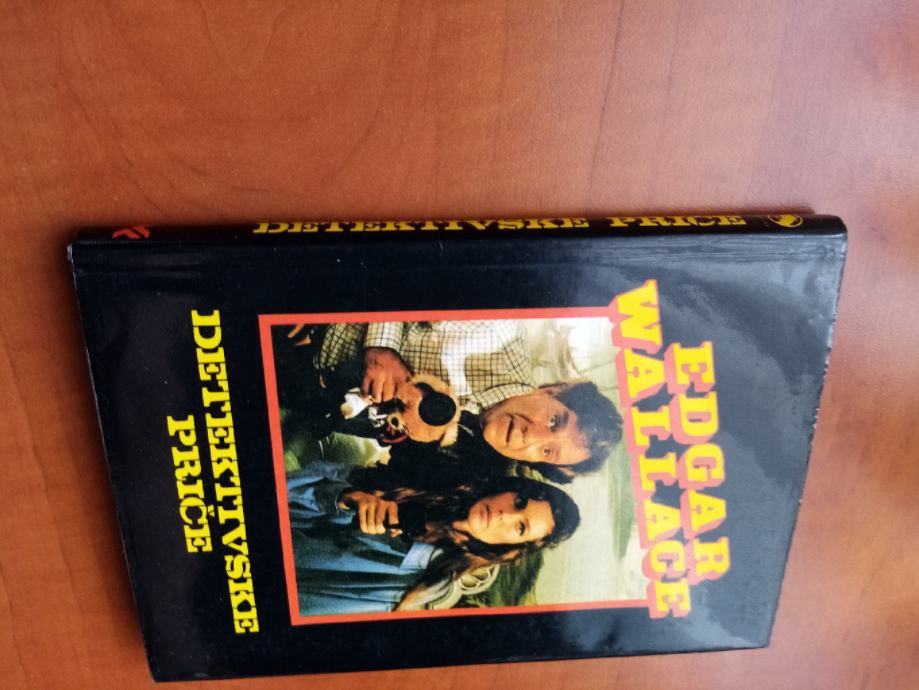 EDGAR
WALLACE
DETEKTIVSKE
PRIČE
DETEKTIVSKE PRIČE